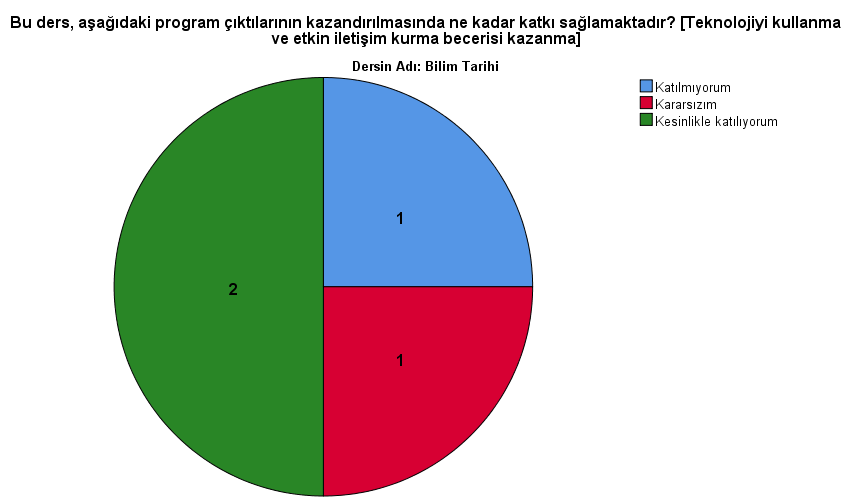 Bu ders, aşağıdaki program çıktılarının kazandırılmasında ne kadar katkı sağlamaktadır? [Teknolojiyi kullanma
ve etkin iletişim kurma becerisi kazanma]
Dersin Adı: Bilim Tarihi
Katılmıyorum
Kararsızım
Kesinlikle katılıyorum
1
2
1